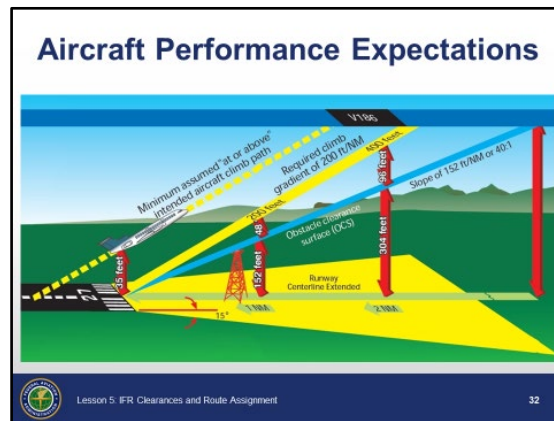 Aircraft Performance Expectations
V186
Minimum assumed "at or above"
intended aircraft climb path
Required climb
gradient of 200 ft/NM
400 feet
96 feet
Slope of 152 ft/NM or 40:1
200 feet
48
Obstacle clearance
surface (OCS)
304 feet
35 feet
152 feet
Runway
Centerline Extended
27
15°
1 NM
2 NM
FEDERAL AVIATION
ADMINISTRATION
Lesson 5: IFR Clearances and Route Assignment
32